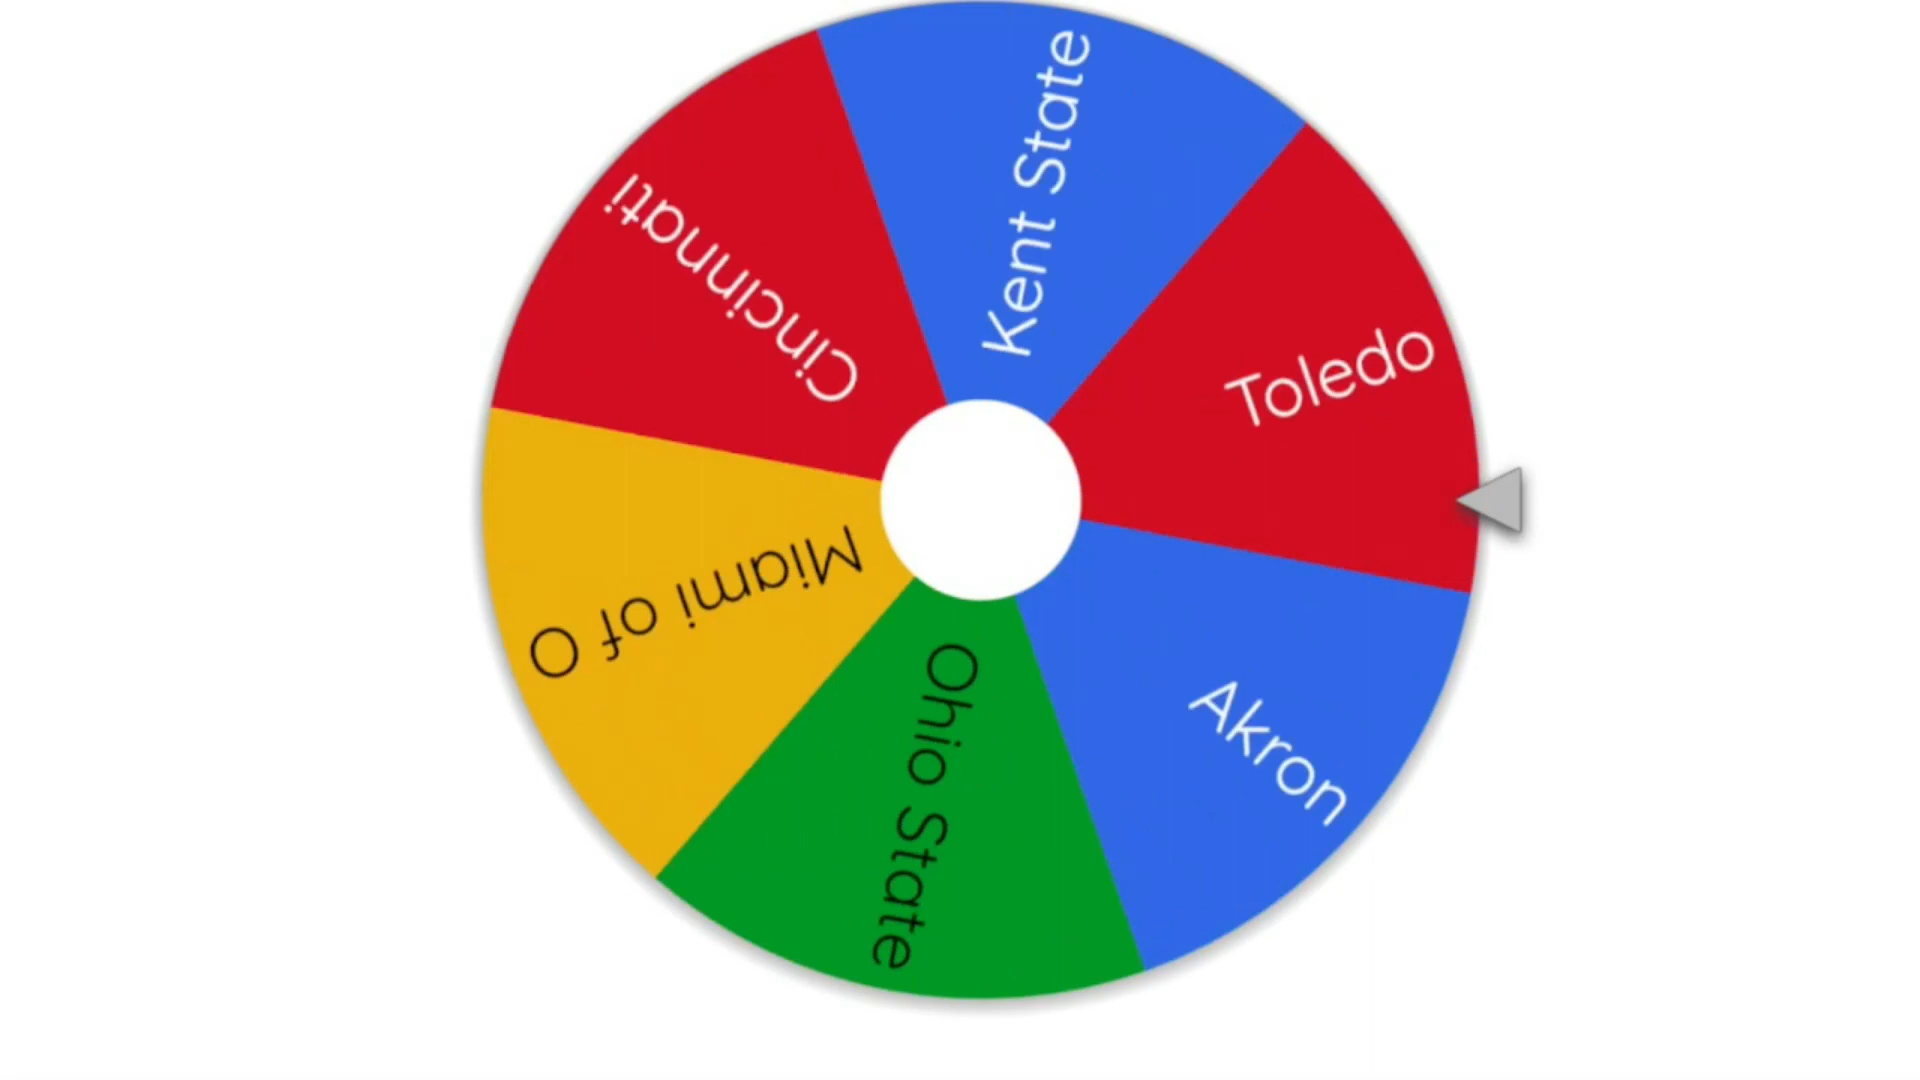 Kent State
Toledo
Akron
Ohio State
Miami of O
Cincinnati